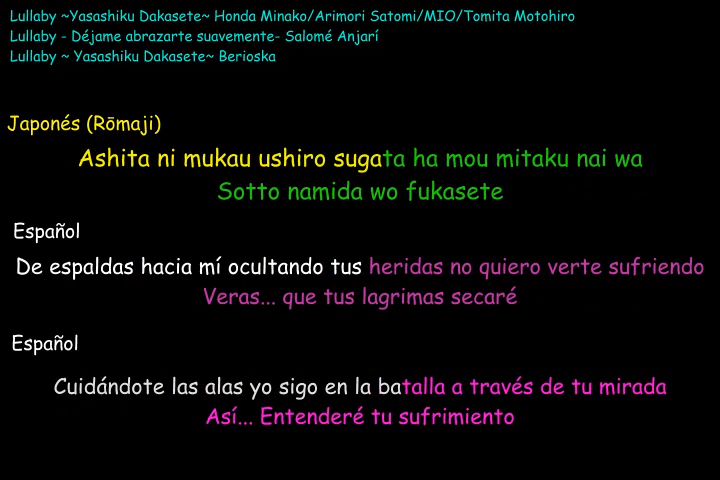 Lullaby ~Yasashiku Dakasete~ Honda Minako/Arimori Satomi/MIO/Tomita Motohiro
Lullaby - Déjame abrazarte suavemente- Salomé Anjarí
Lullaby ~ Yasashiku Dakasete~ Berioska
Japonés (Rōmaji)
Ashita ni mukau ushiro sugata ha mou mitaku nai wa
Sotto namida wo fukasete
Español
De espaldas hacia mí ocultando tus heridas no quiero verte sufriendo
Veras... que tus lagrimas secaré
Español
Cuidándote las alas yo sigo en la batalla a través de tu mirada
Así... Entenderé tu sufrimiento